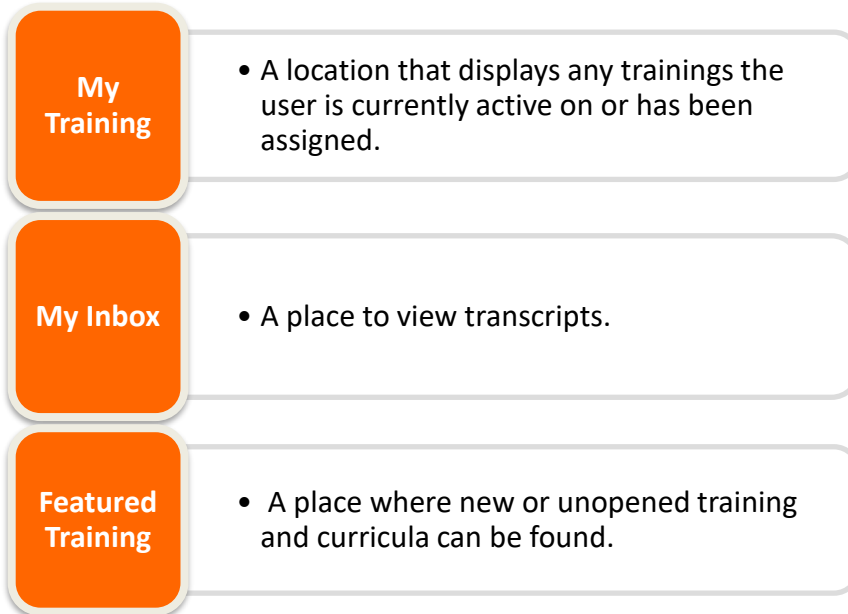 My
Training
• A location that displays any trainings the
user is currently active on or has been
assigned.
My Inbox
• A place to view transcripts.
Featured
Training
• A place where new or unopened training
and curricula can be found.